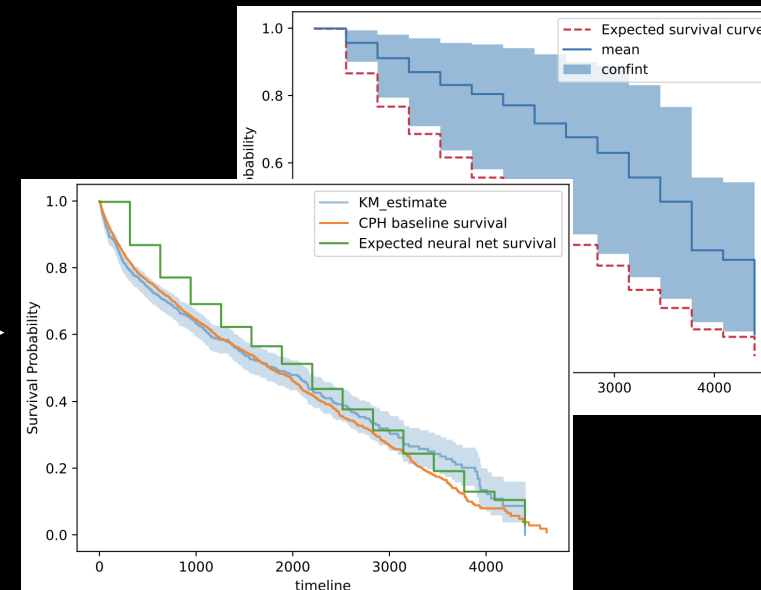 1.0
0.8
0.6
Expected survival curve
mean
confint
3000
4000
1.0
0.8
0.6
0.4
0.2
0.0
Survival Probability
KM_estimate
CPH baseline survival
Expected neural net survival
0
1000
2000
3000
4000
timeline